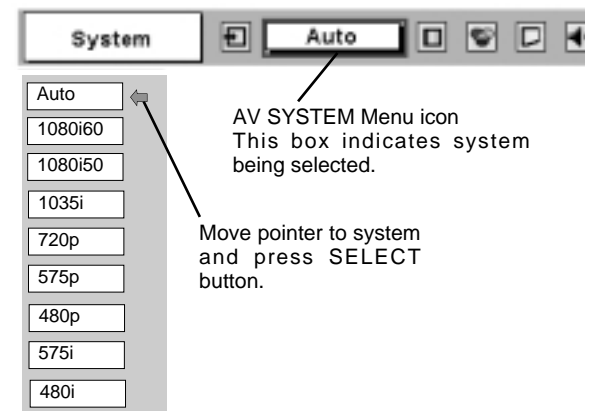 System
Auto
Auto
1080i60
1080i50
1035i
720p
575p
480p
575i
480i
AV SYSTEM Menu icon
This box indicates system
being selected.
Move pointer to system
and press SELECT
button.